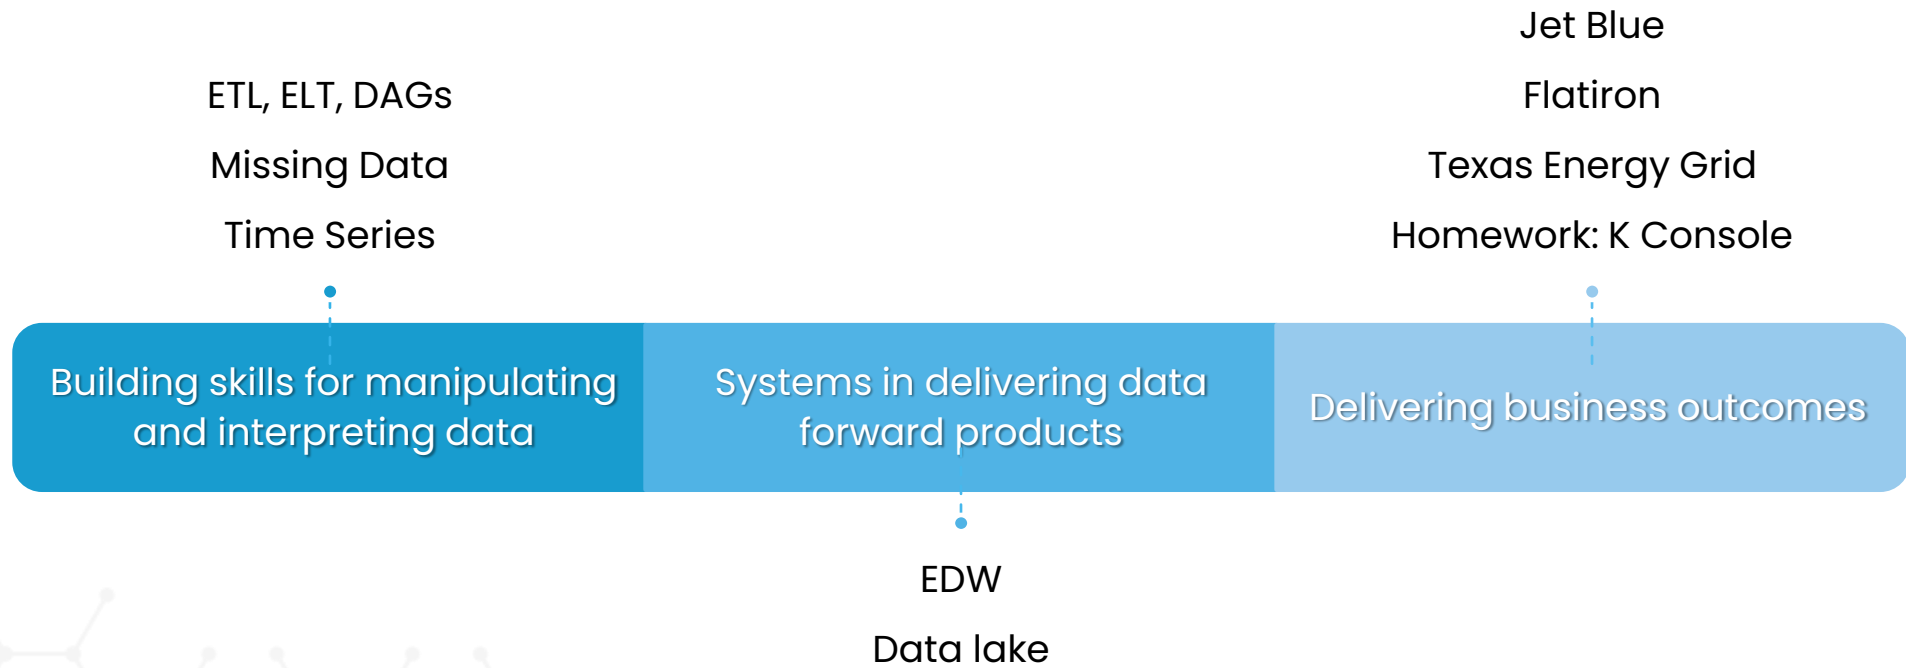 ETL, ELT, DAGs
Missing Data
Time Series
Building skills for manipulating
and interpreting data
Systems in delivering data
forward products
EDW
Data lake
Jet Blue
Flatiron
Texas Energy Grid
Homework: K Console
Delivering business outcomes